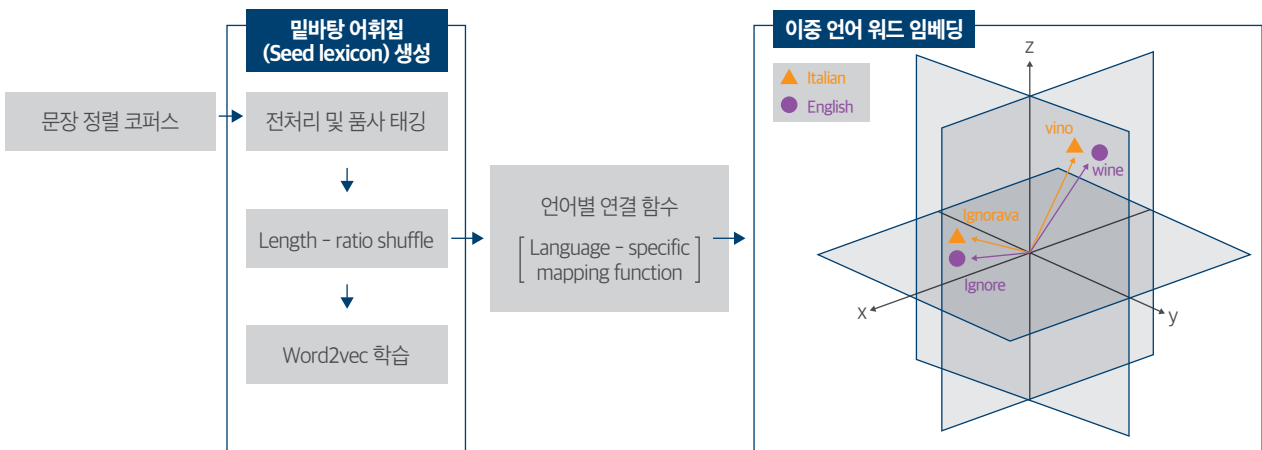 밑바탕 어휘집
(Seed lexicon) 생성
문장 정렬 코퍼스
전처리 및 품사 태깅
Length - ratio shuffle
Word2vec 학습
언어별 연결 함수
[ Language - specific
mapping function ]
이중 언어 워드 임베딩
Italian
English
z
vino
wine
Ignorava
Ignore
x
y